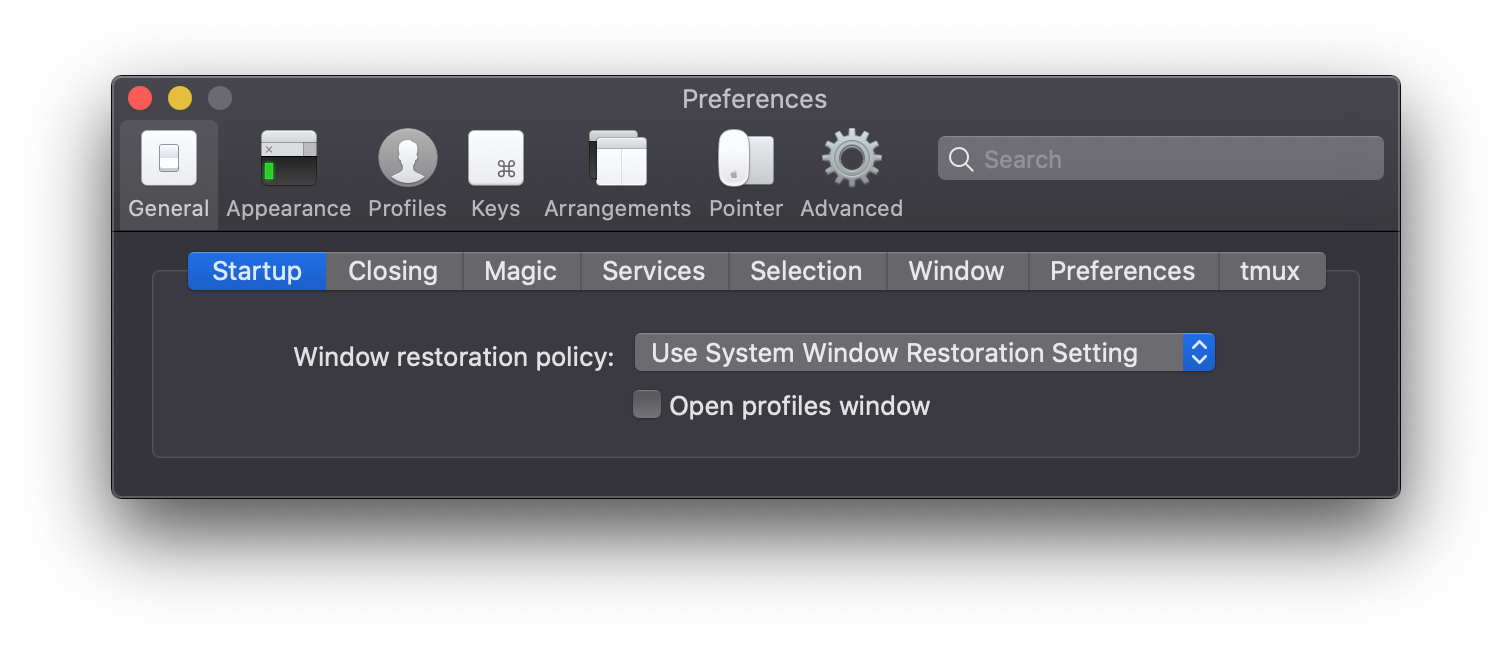 Preferences
General Appearance Profiles Keys Arrangements Pointer Advanced Search
Startup Closing Magic Services Selection Window Preferences tmux
Window restoration policy: Use System Window Restoration Setting
Open profiles window